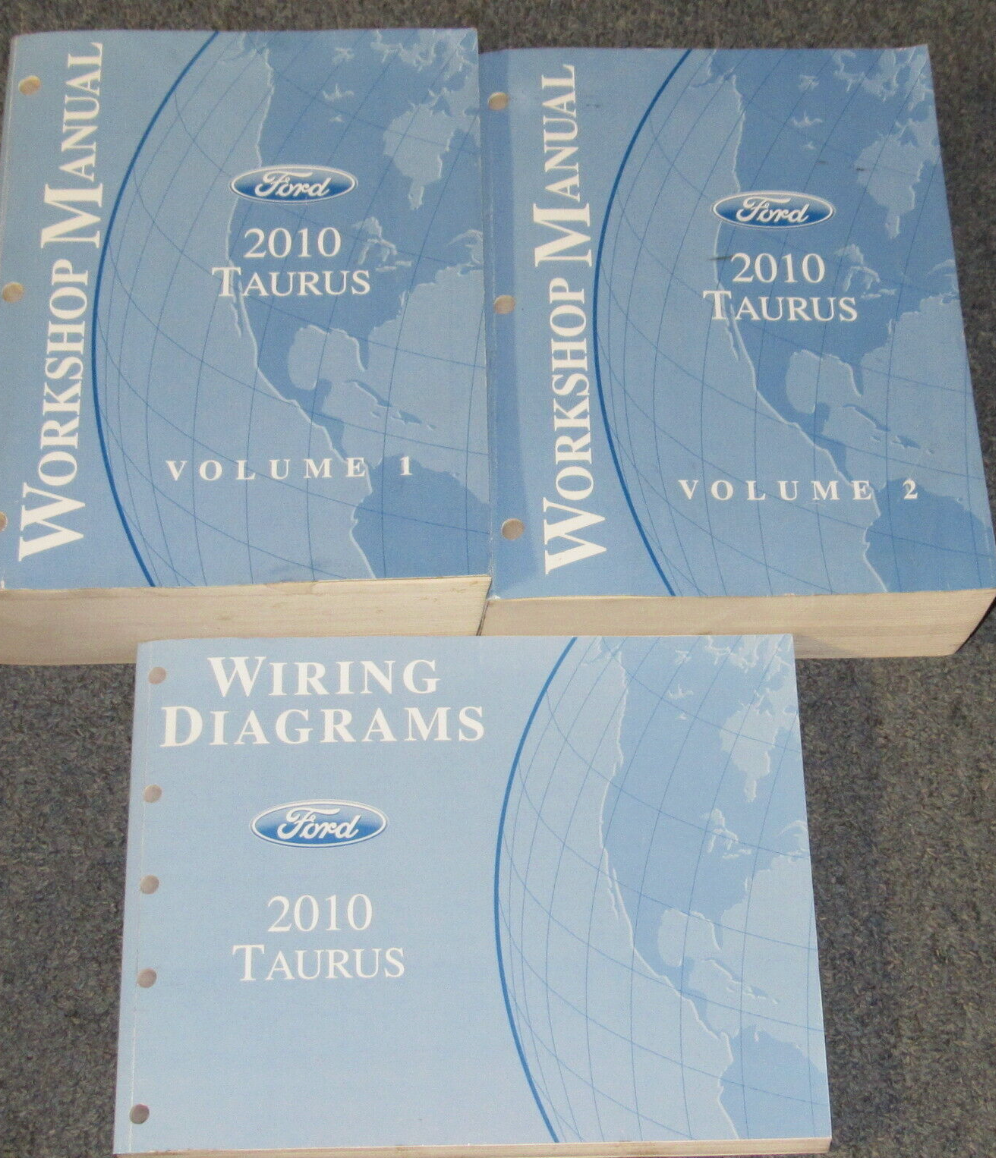 WORKSHOP MANUAL
Ford
2010
TAURUS
VOLUME 1
WORKSHOP MANUAL
Ford
2010
TAURUS
VOLUME 2
WIRING
DIAGRAMS
Ford
2010
TAURUS